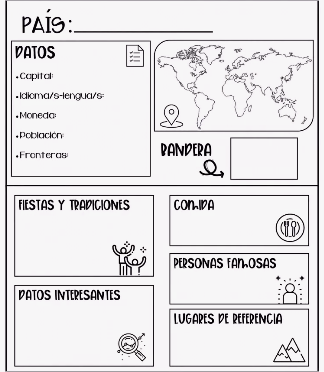 PAÍS:
DATOS
• Capital:
• Idioma/s-lengua/s:
• Moneda:
• Población:
• Fronteras:
BANDERA
FIESTAS Y TRADICIONES
COMIDA
PERSONAS FAMOSAS
DATOS INTERESANTES
LUGARES DE REFERENCIA